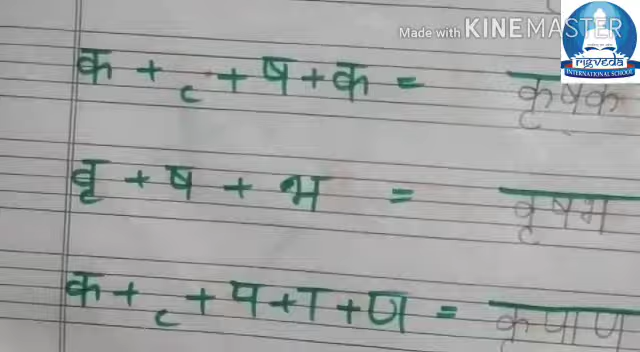 Made with KINEMASTER
rigveda
INTERNATIONAL SCHOOL
क + ृ + ष + क = कृषक
वृ + ष + भ = वृषभ
क + ृ + प + ा + ण = कृपाण